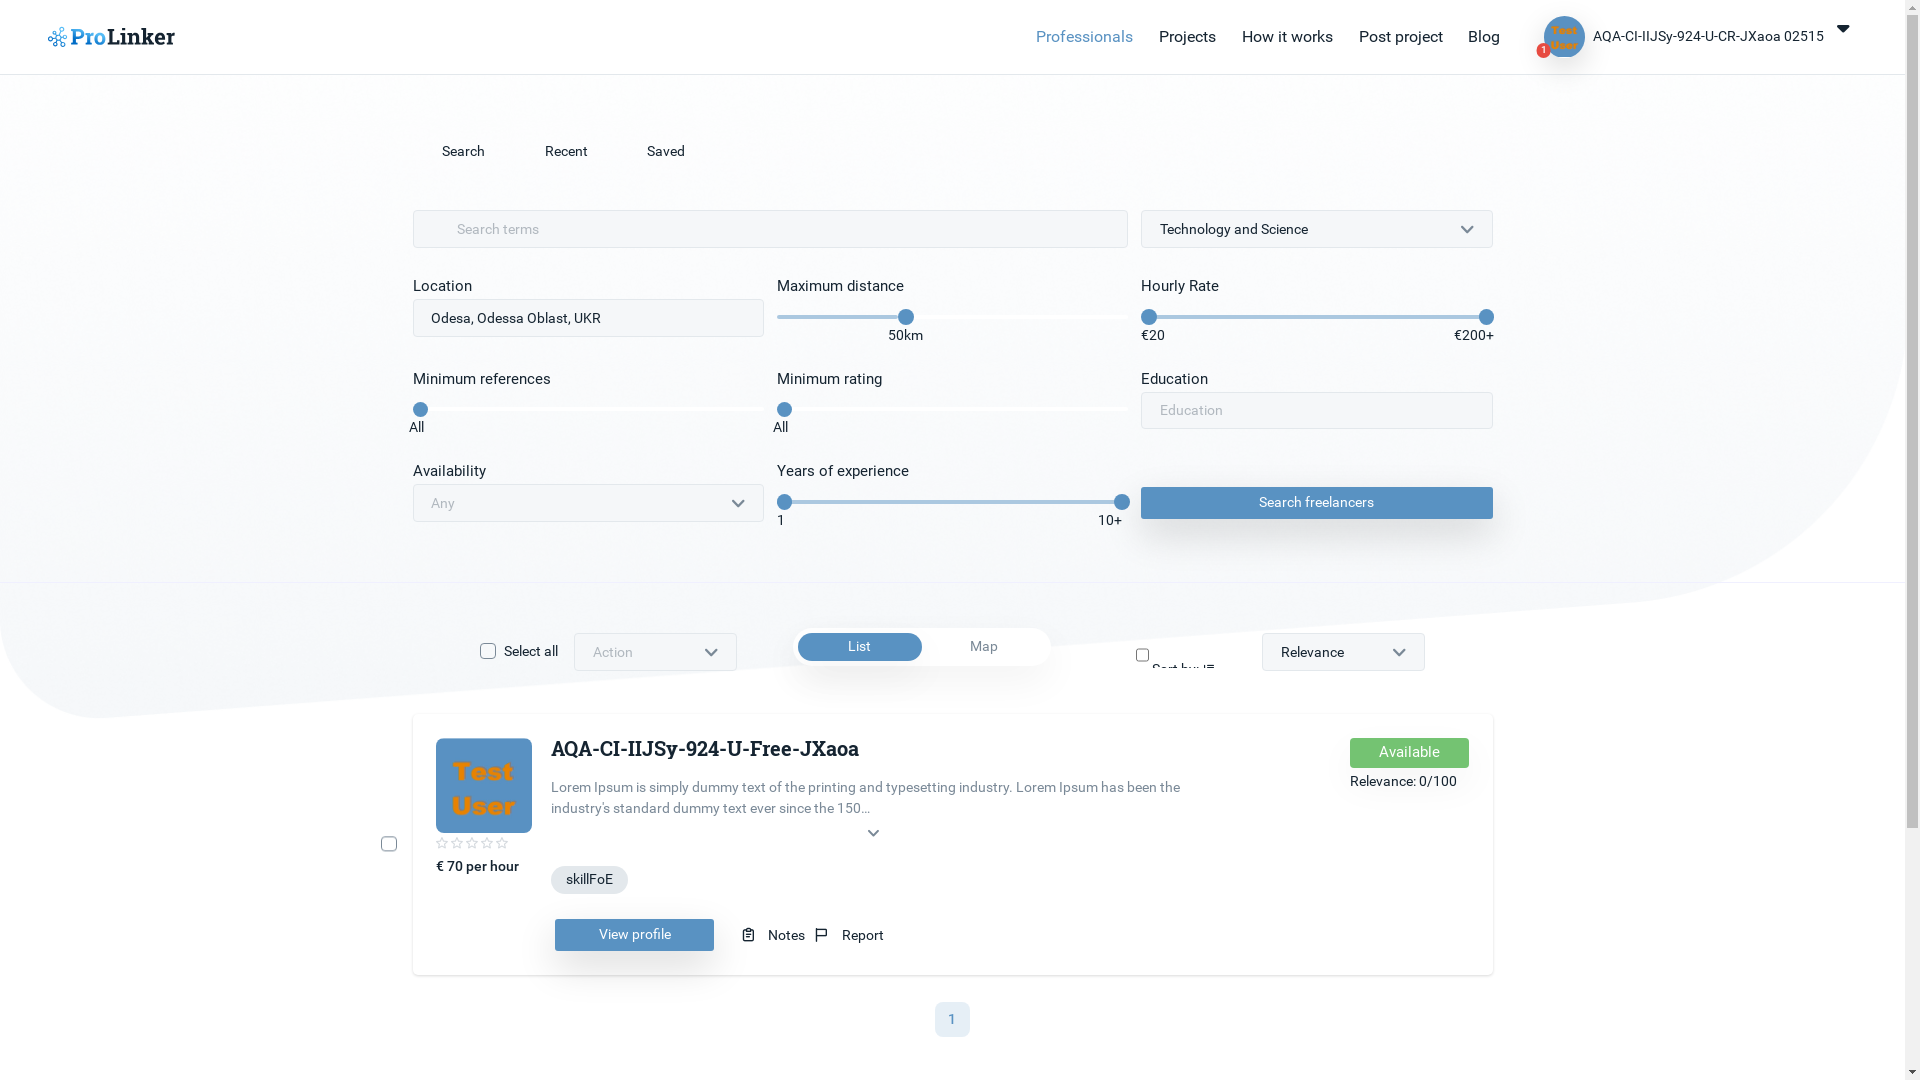 ProLinker
Professionals
Projects
How it works
Post project
Blog
Test
User
1
AQA-CI-IIJSy-924-U-CR-JXaoa 02515
Search
Recent
Saved
Search terms
Technology and Science
Location
Maximum distance
Hourly Rate
Odesa, Odessa Oblast, UKR
50km
€20
€200+
Minimum references
Minimum rating
Education
All
All
Education
Availability
Years of experience
Any
1
10+
Search freelancers
Select all
Action
List
Map
Sort by:
Relevance
Test
User
AQA-CI-IIJSy-924-U-Free-JXaoa
Available
Relevance: 0/100
Lorem Ipsum is simply dummy text of the printing and typesetting industry. Lorem Ipsum has been the
industry's standard dummy text ever since the 150...
€ 70 per hour
skillFoE
View profile
Notes
Report
1